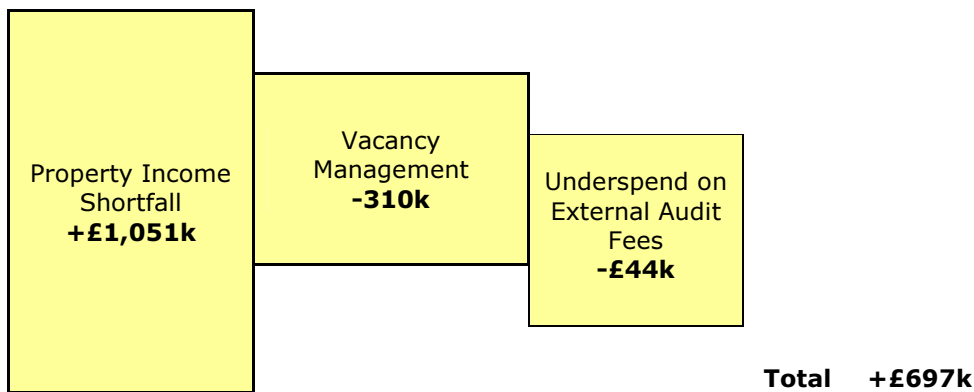 Property Income
Shortfall
+£1,051k
Vacancy
Management
-310k
Underspend on
External Audit
Fees
-£44k
Total +£697k